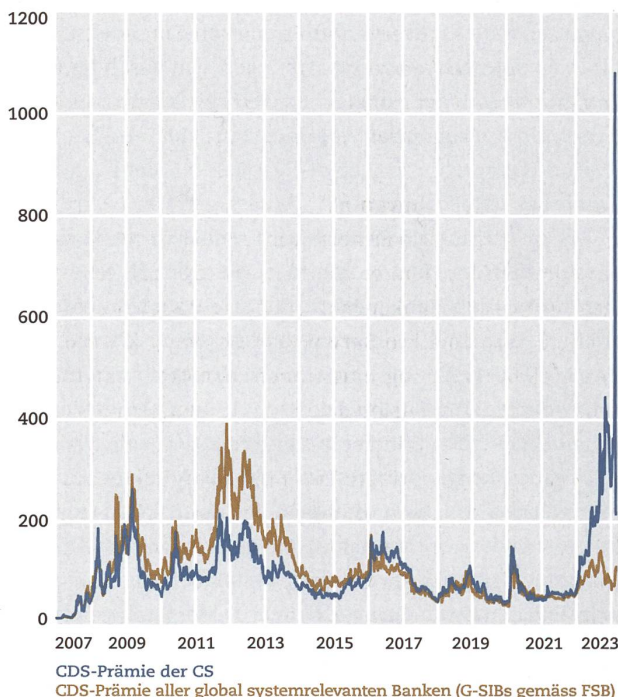 1200
1000
800
600
400
200
0
2007 2009 2011 2013 2015 2017 2019 2021 2023
CDS-Prämie der CS
CDS-Prämie aller global systemrelevanten Banken (G-SIBs gemäss FSB)